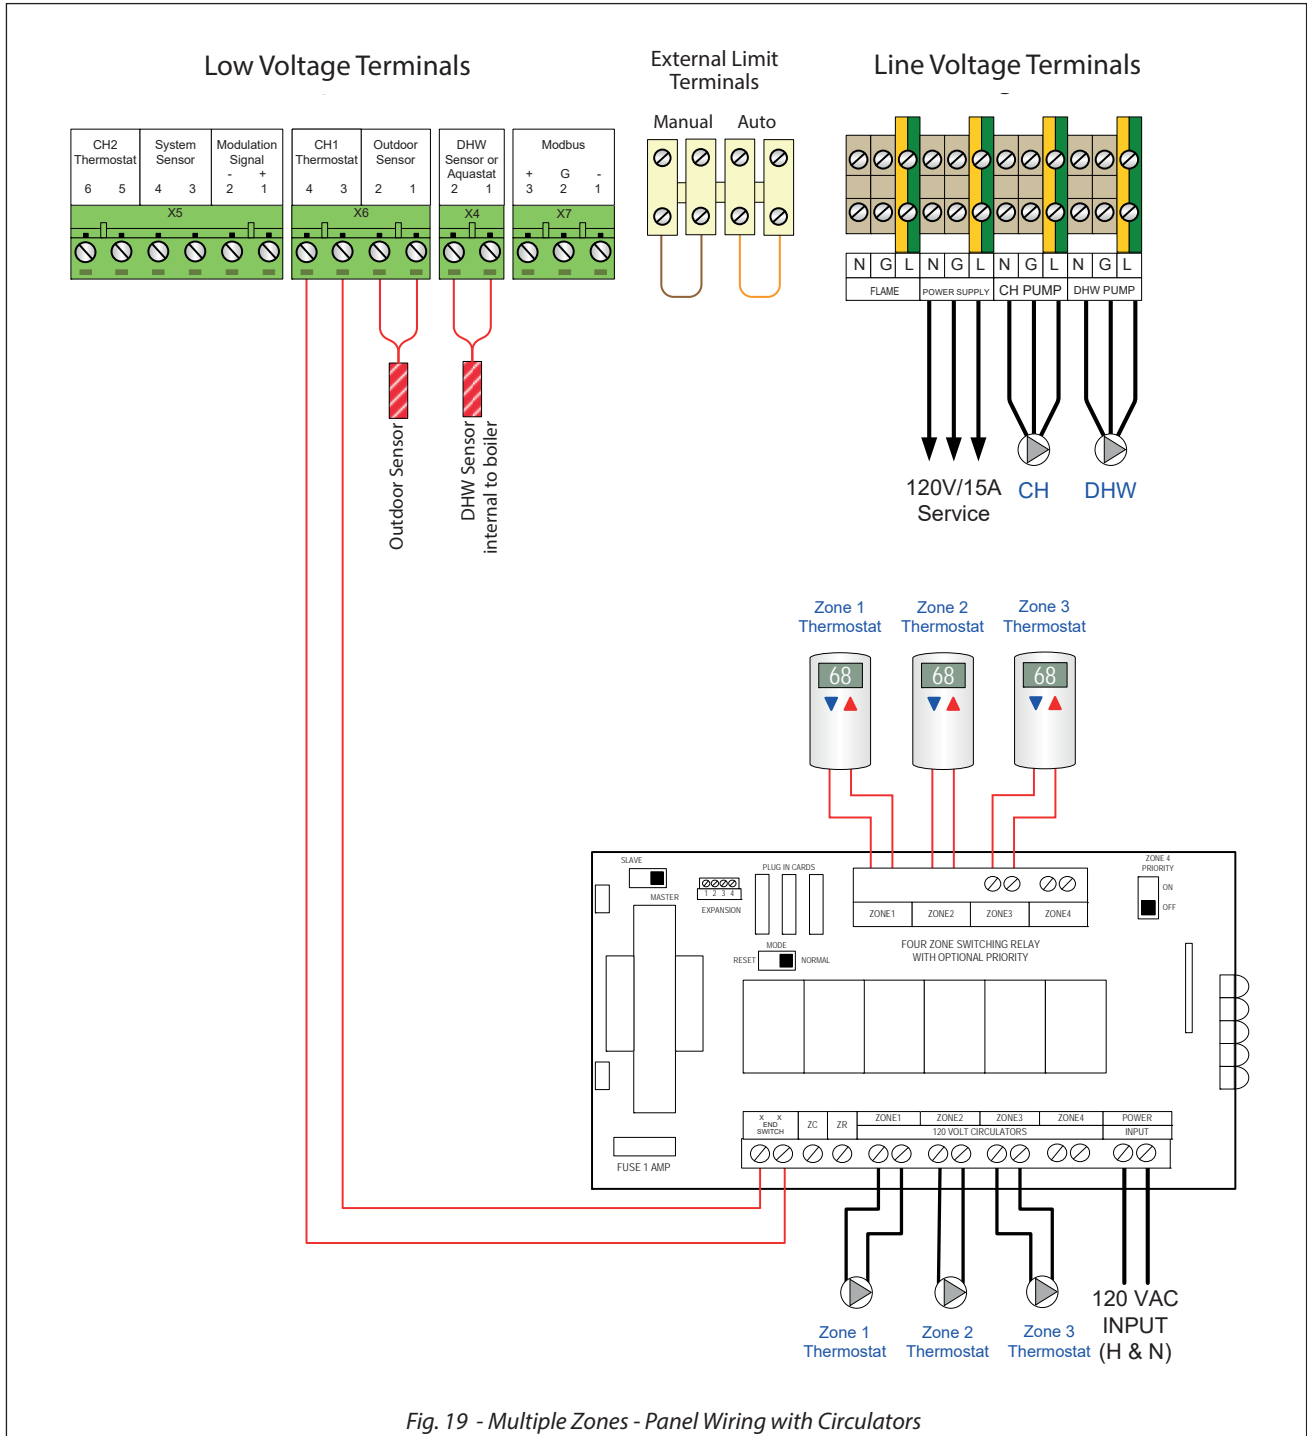 Low Voltage Terminals
External Limit
Terminals
Line Voltage Terminals
Manual Auto
CH2
Thermostat
6 5
System
Sensor
4 3
Modulation
Signal
- +
2 1
CH1
Thermostat
4 3
Outdoor
Sensor
2 1
DHW
Sensor or
Aquastat
2 1
Modbus
+ G -
3 2 1
X5
X6
X4
X7
N G L N G L N G L N G L
FLAME
POWER SUPPLY
CH PUMP
DHW PUMP
Outdoor Sensor
DHW Sensor
internal to boiler
120V/15A
Service
CH
DHW
Zone 1
Thermostat
Zone 2
Thermostat
Zone 3
Thermostat
68
68
68
SLAVE
MASTER
1 2 3 4
EXPANSION
PLUG IN CARDS
ZONE1 ZONE2 ZONE3 ZONE4
ZONE 4
PRIORITY
ON
OFF
MODE
RESET NORMAL
FOUR ZONE SWITCHING RELAY
WITH OPTIONAL PRIORITY
FUSE 1 AMP
X X
END
SWITCH
ZC
ZR
ZONE1 ZONE2 ZONE3 ZONE4
120 VOLT CIRCULATORS
POWER
INPUT
Zone 1
Thermostat
Zone 2
Thermostat
Zone 3
Thermostat
120 VAC
INPUT
(H & N)
Fig. 19 - Multiple Zones - Panel Wiring with Circulators